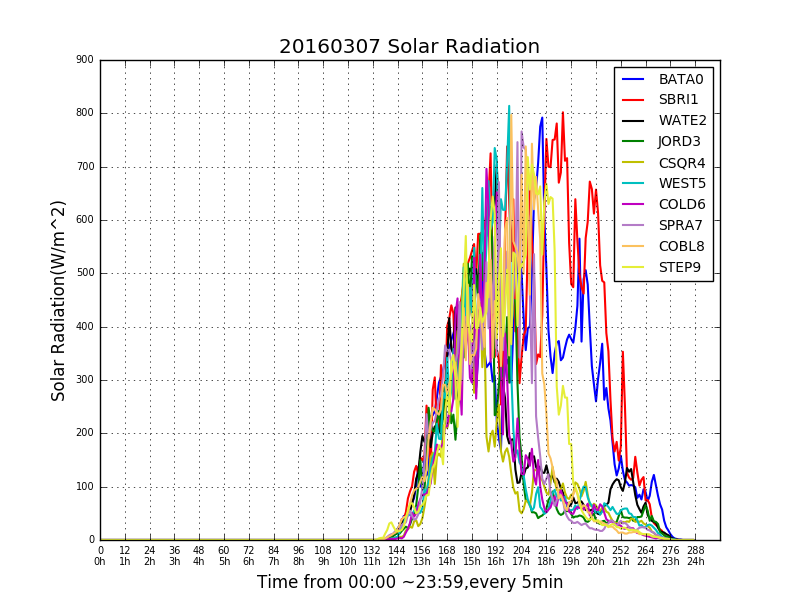 20160307 Solar Radiation
900
800
700
600
500
400
300
200
100
0
Solar Radiation(W/m^2)
BATA0
SBRI1
WATE2
JORD3
CSQR4
WEST5
COLD6
SPRA7
COBL8
STEP9
0 12 24 36 48 60 72 84 96 108 120 132 144 156 168 180 192 204 216 228 240 252 264 276 288
0h 1h 2h 3h 4h 5h 6h 7h 8h 9h 10h 11h 12h 13h 14h 15h 16h 17h 18h 19h 20h 21h 22h 23h 24h
Time from 00:00 ~23:59,every 5min